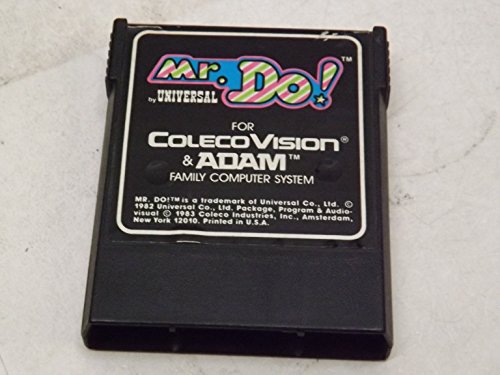 Mr. Do!™
by UNIVERSAL
FOR
COLECOVISION®
& ADAM™
FAMILY COMPUTER SYSTEM
MR. DO!™ is a trademark of Universal Co., Ltd. ©
1982 Universal Co., Ltd. Package, Program & Audio-
visual © 1983 Coleco Industries, Inc., Amsterdam,
New York 12010. Printed in U.S.A.